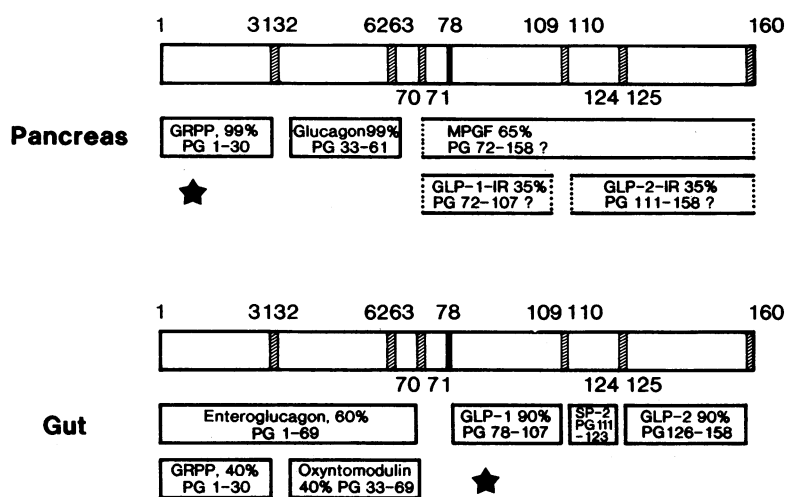 1 3132 6263 78 109 110 160
70 71 124 125
Pancreas
GRPP, 99%
PG 1-30
Glucagon99%
PG 33-61
MPGF 65%
PG 72-158 ?
GLP-1-IR 35%
PG 72-107 ?
GLP-2-IR 35%
PG 111-158 ?
1 3132 6263 78 109 110 160
70 71 124 125
Gut
Enteroglucagon, 60%
PG 1-69
GLP-1 90%
PG 78-107
SP-2
PG 111
-123
GLP-2 90%
PG126-158
GRPP, 40%
PG 1-30
Oxyntomodulin
40% PG 33-69